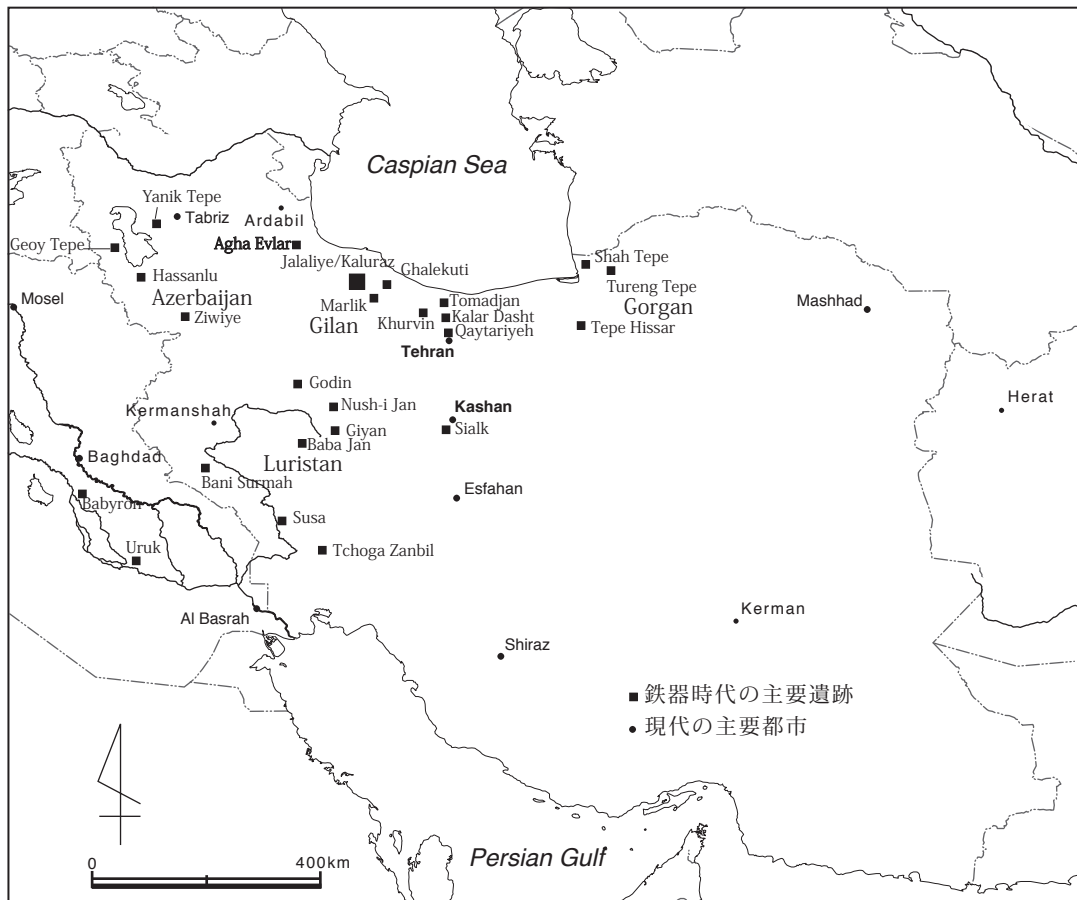 Caspian Sea
Yanik Tepe
Tabriz
Ardabil
Geoy Tepe
Agha Evlar
Jalaliye/Kaluraz
Ghalekuti
Shah Tepe
Hassanlu
Tureng Tepe
Azerbaijan
Marlik
Tomadjan
Gorgan
Mashhad
Mosel
Ziwiye
Gilan
Khurvin
Kalar Dasht
Qaytariyeh
Tepe Hissar
Tehran
Godin
Kermanshah
Nush-i Jan
Kashan
Herat
Giyan
Sialk
Baba Jan
Baghdad
Luristan
Bani Surmah
Babyron
Esfahan
Susa
Uruk
Tchoga Zanbil
Al Basrah
Kerman
Shiraz
鉄器時代の主要遺跡
現代の主要都市
0 400km
Persian Gulf